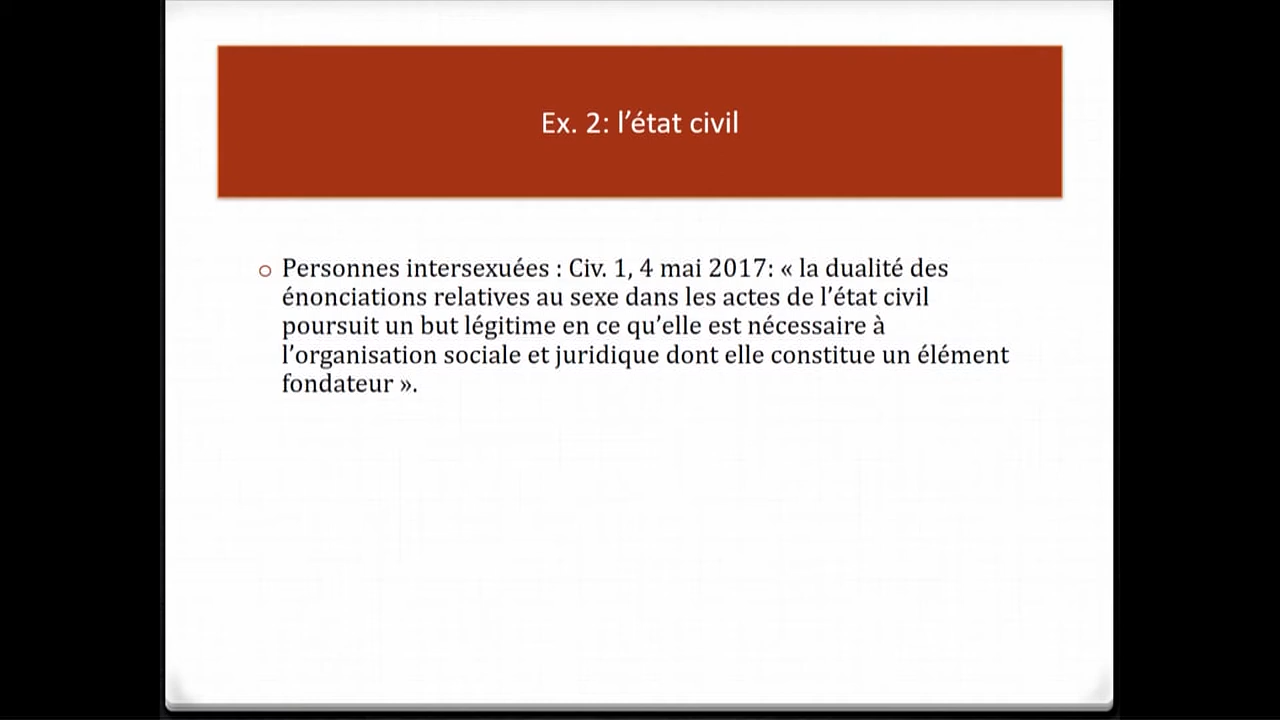 Ex. 2: l’état civil
Personnes intersexuées : Civ. 1, 4 mai 2017: « la dualité des
énonciations relatives au sexe dans les actes de l’état civil
poursuit un but légitime en ce qu’elle est nécessaire à
l’organisation sociale et juridique dont elle constitue un élément
fondateur ».